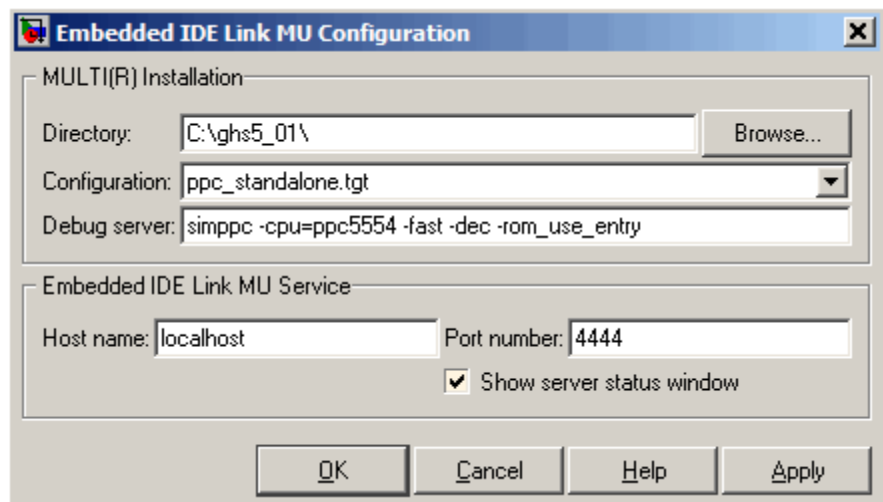 Embedded IDE Link MU Configuration
MULTI(R) Installation
Directory: C:\ghs5_01\ Browse...
Configuration: ppc_standalone.tgt
Debug server: simppc -cpu=ppc5554 -fast -dec -rom_use_entry
Embedded IDE Link MU Service
Host name: localhost Port number: 4444
Show server status window
OK Cancel Help Apply